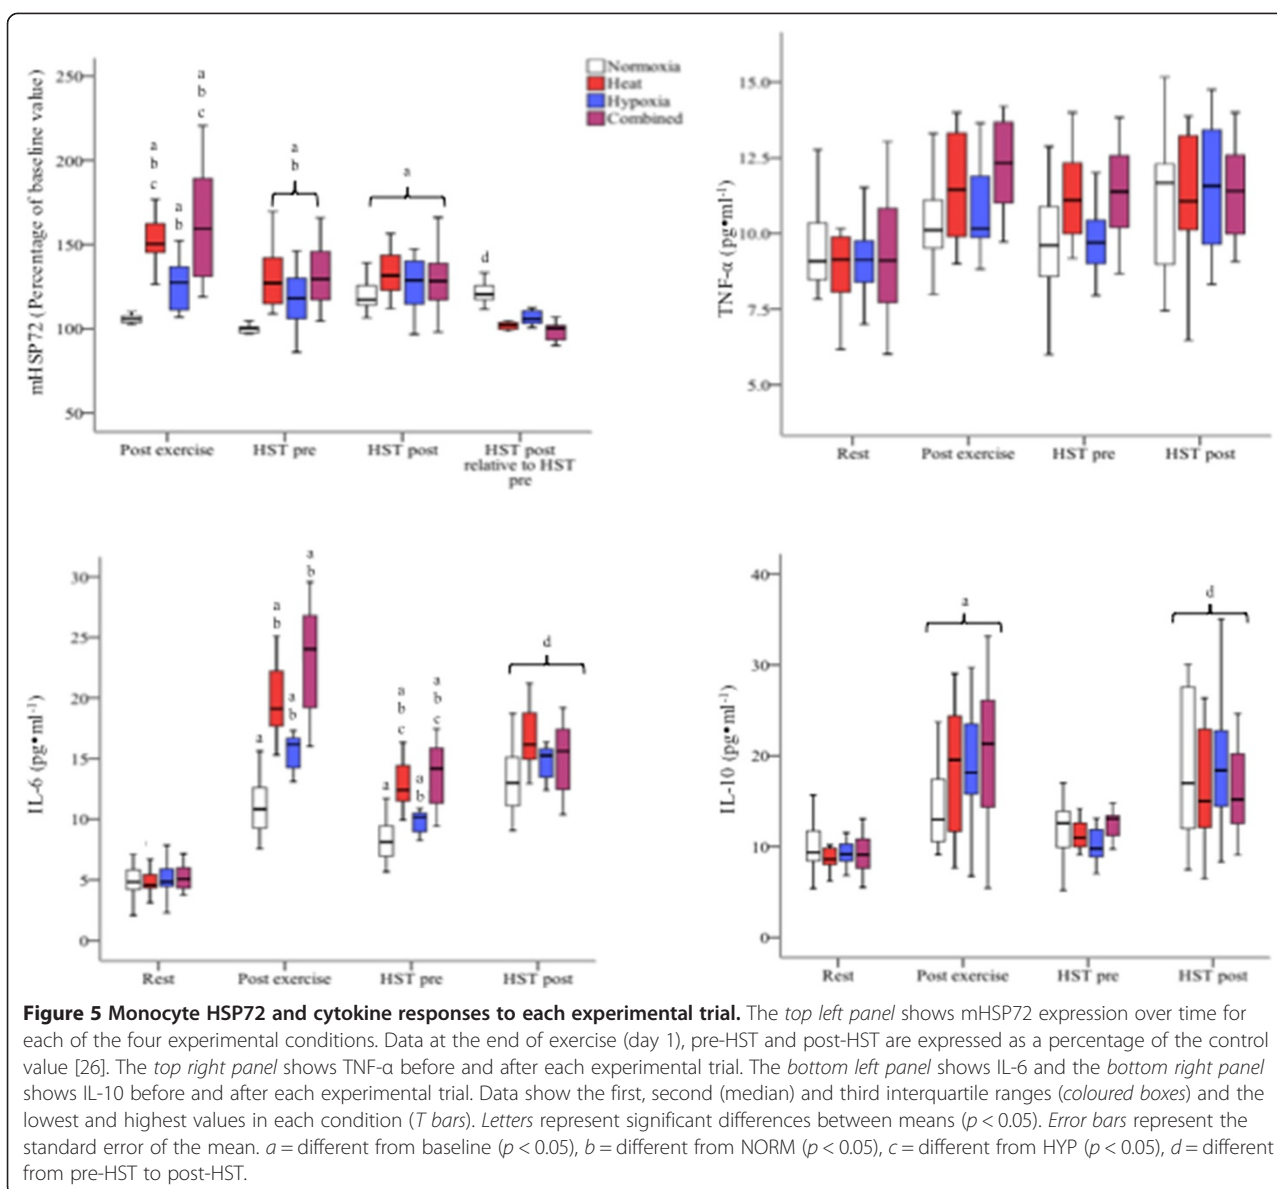 mHSP72 (Percentage of baseline value)
250
200
150
100
50
a
b
c
a
b
a
b
c
a
b
a
d
Post exercise
HST pre
HST post
HST post
relative to HST
pre
Normoxia
Heat
Hypoxia
Combined
TNF-α (pg•ml⁻¹)
15.0
12.5
10.0
7.5
5.0
Rest
Post exercise
HST pre
HST post
IL-6 (pg•ml⁻¹)
30
25
20
15
10
5
0
a
a
b
a
b
a
b
a
a
b
c
a
b
a
b
c
d
Rest
Post exercise
HST pre
HST post
IL-10 (pg•ml⁻¹)
40
30
20
10
0
a
d
Rest
Post exercise
HST pre
HST post
Figure 5 Monocyte HSP72 and cytokine responses to each experimental trial. The top left panel shows mHSP72 expression over time for
each of the four experimental conditions. Data at the end of exercise (day 1), pre-HST and post-HST are expressed as a percentage of the control
value [26]. The top right panel shows TNF-α before and after each experimental trial. The bottom left panel shows IL-6 and the bottom right panel
shows IL-10 before and after each experimental trial. Data show the first, second (median) and third interquartile ranges (coloured boxes) and the
lowest and highest values in each condition (T bars). Letters represent significant differences between means (p < 0.05). Error bars represent the
standard error of the mean. a = different from baseline (p < 0.05), b = different from NORM (p < 0.05), c = different from HYP (p < 0.05), d = different
from pre-HST to post-HST.